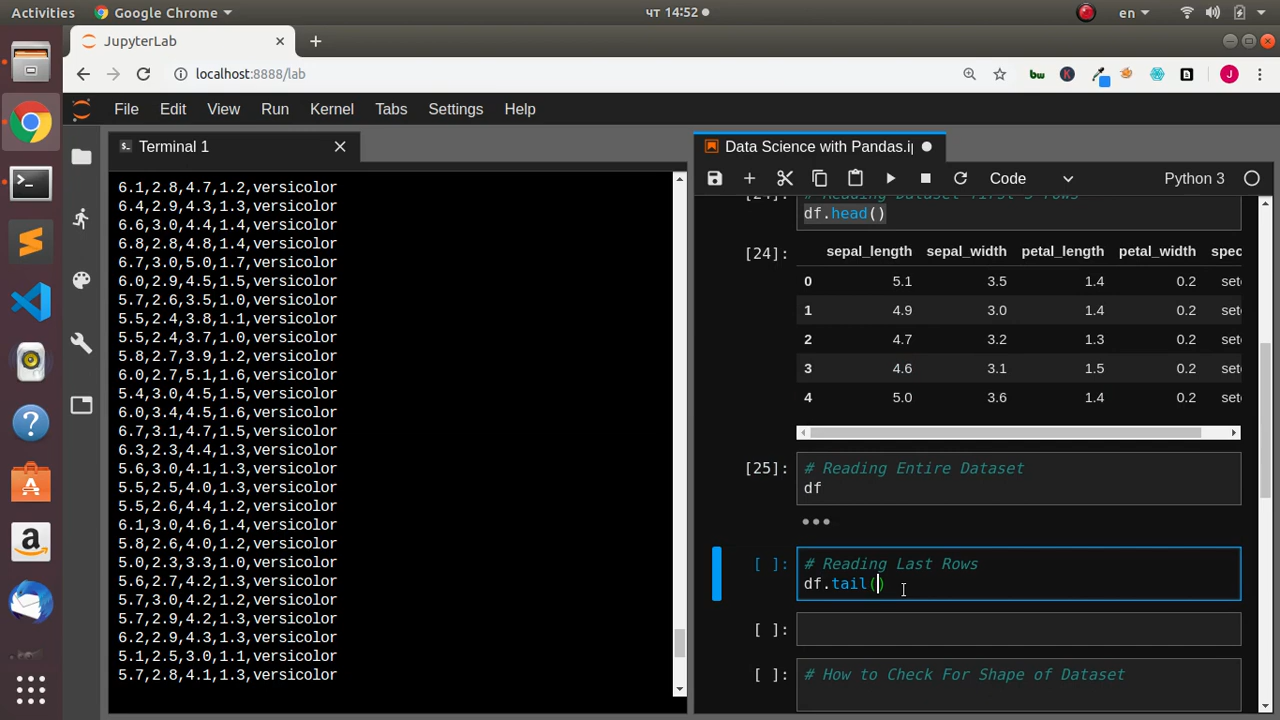 Activities
Google Chrome
чт 14:52
en
JupyterLab
localhost:8888/lab
bw
K
J
File Edit View Run Kernel Tabs Settings Help
Terminal 1
6.1,2.8,4.7,1.2,versicolor
6.4,2.9,4.3,1.3,versicolor
6.6,3.0,4.4,1.4,versicolor
6.8,2.8,4.8,1.4,versicolor
6.7,3.0,5.0,1.7,versicolor
6.0,2.9,4.5,1.5,versicolor
5.7,2.6,3.5,1.0,versicolor
5.5,2.4,3.8,1.1,versicolor
5.5,2.4,3.7,1.0,versicolor
5.8,2.7,3.9,1.2,versicolor
6.0,2.7,5.1,1.6,versicolor
5.4,3.0,4.5,1.5,versicolor
6.0,3.4,4.5,1.6,versicolor
6.7,3.1,4.7,1.5,versicolor
6.3,2.3,4.4,1.3,versicolor
5.6,3.0,4.1,1.3,versicolor
5.5,2.5,4.0,1.3,versicolor
5.5,2.6,4.4,1.2,versicolor
6.1,3.0,4.6,1.4,versicolor
5.8,2.6,4.0,1.2,versicolor
5.0,2.3,3.3,1.0,versicolor
5.6,2.7,4.2,1.3,versicolor
5.7,3.0,4.2,1.2,versicolor
5.7,2.9,4.2,1.3,versicolor
6.2,2.9,4.3,1.3,versicolor
5.1,2.5,3.0,1.1,versicolor
5.7,2.8,4.1,1.3,versicolor
Data Science with Pandas.ip
Code
Python 3
[24]: # Reading Dataset First 5 Rows
df.head()
[24]: sepal_length sepal_width petal_length petal_width spec
0 5.1 3.5 1.4 0.2 seto
1 4.9 3.0 1.4 0.2 seto
2 4.7 3.2 1.3 0.2 seto
3 4.6 3.1 1.5 0.2 seto
4 5.0 3.6 1.4 0.2 seto
[25]: # Reading Entire Dataset
df
[ ]: # Reading Last Rows
df.tail()
[ ]:
[ ]: # How to Check For Shape of Dataset